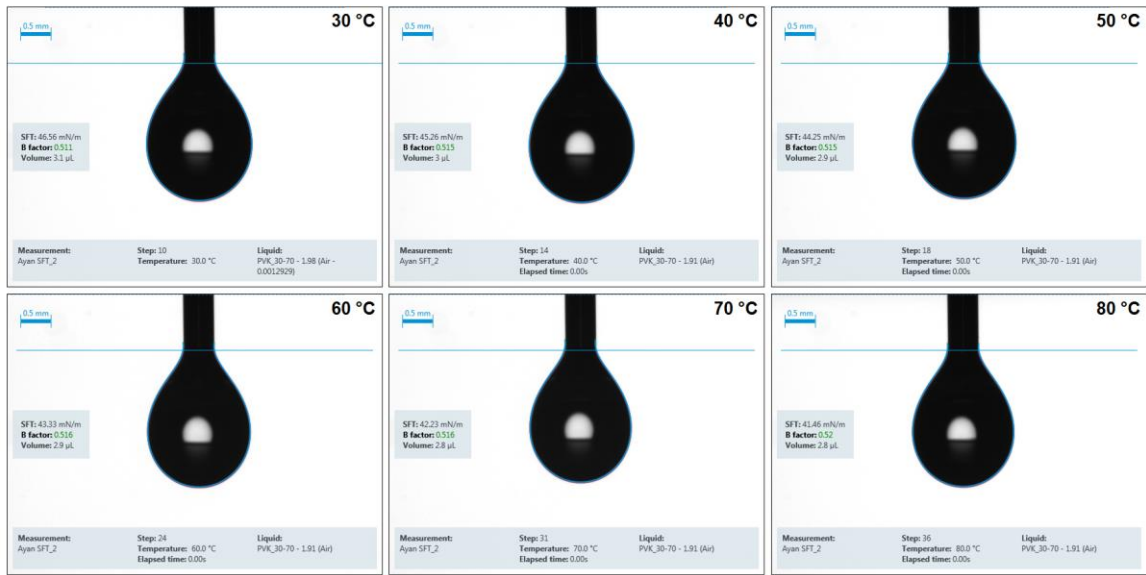 30 °C
0.5 mm
SFT: 46.56 mN/m
B factor: 0.511
Volume: 3.1 µL
Measurement: Step: 10 Liquid:
Ayan SFT_2 Temperature: 30.0 °C PVK_30-70 - 1.98 (Air -
0.0012929)
40 °C
0.5 mm
SFT: 45.26 mN/m
B factor: 0.515
Volume: 3 µL
Measurement: Step: 14 Liquid:
Ayan SFT_2 Temperature: 40.0 °C PVK_30-70 - 1.91 (Air)
Elapsed time: 0.00s
50 °C
0.5 mm
SFT: 44.25 mN/m
B factor: 0.515
Volume: 2.9 µL
Measurement: Step: 18 Liquid:
Ayan SFT_2 Temperature: 50.0 °C PVK_30-70 - 1.91 (Air)
Elapsed time: 0.00s
60 °C
0.5 mm
SFT: 43.33 mN/m
B factor: 0.516
Volume: 2.9 µL
Measurement: Step: 24 Liquid:
Ayan SFT_2 Temperature: 60.0 °C PVK_30-70 - 1.91 (Air)
Elapsed time: 0.00s
70 °C
0.5 mm
SFT: 42.23 mN/m
B factor: 0.516
Volume: 2.8 µL
Measurement: Step: 31 Liquid:
Ayan SFT_2 Temperature: 70.0 °C PVK_30-70 - 1.91 (Air)
Elapsed time: 0.00s
80 °C
0.5 mm
SFT: 41.46 mN/m
B factor: 0.52
Volume: 2.8 µL
Measurement: Step: 36 Liquid:
Ayan SFT_2 Temperature: 80.0 °C PVK_30-70 - 1.91 (Air)
Elapsed time: 0.00s